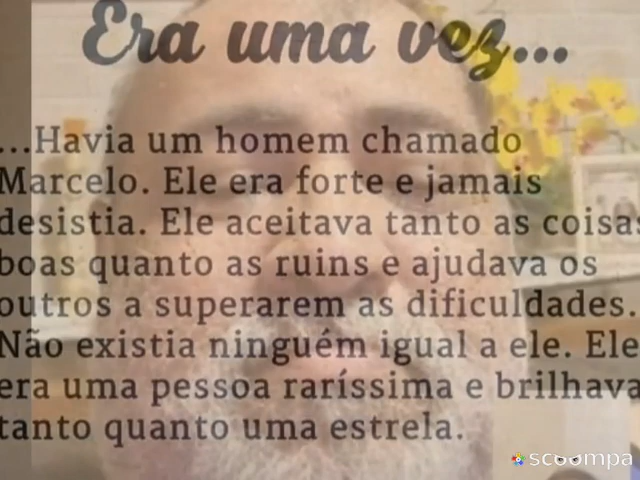 Era uma vez...
...Havia um homem chamado
Marcelo. Ele era forte e jamais
desistia. Ele aceitava tanto as coisas
boas quanto as ruins e ajudava os
outros a superarem as dificuldades.
Não existia ninguém igual a ele. Ele
era uma pessoa raríssima e brilhava
tanto quanto uma estrela.
scoompa